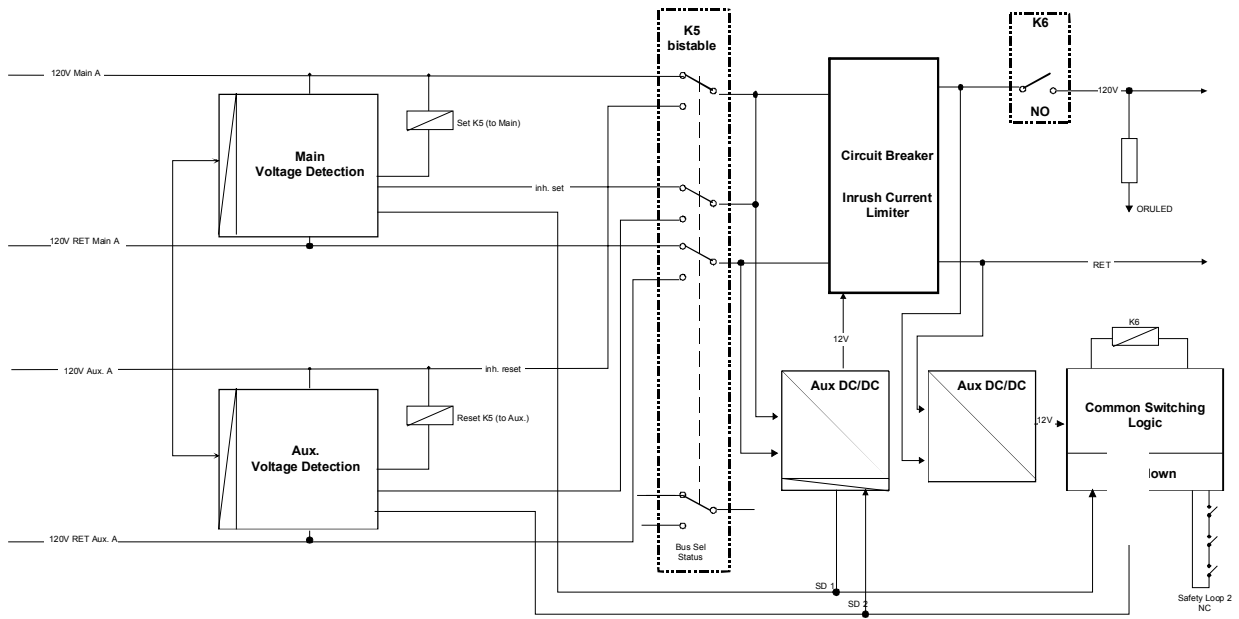 K5
bistable
K6
120V Main A
Set K5 (to Main)
NO
120V
Main
Voltage Detection
Circuit Breaker
Inrush Current
Limiter
inh. set
ORULED
120V RET Main A
RET
12V
K6
120V Aux. A
inh. reset
Aux DC/DC
Aux DC/DC
Reset K5 (to Aux.)
12V
Common Switching
Logic
Aux.
Voltage Detection
120V RET Aux. A
Bus Sel
Status
SD 1
SD 2
Safety Loop 2
NC